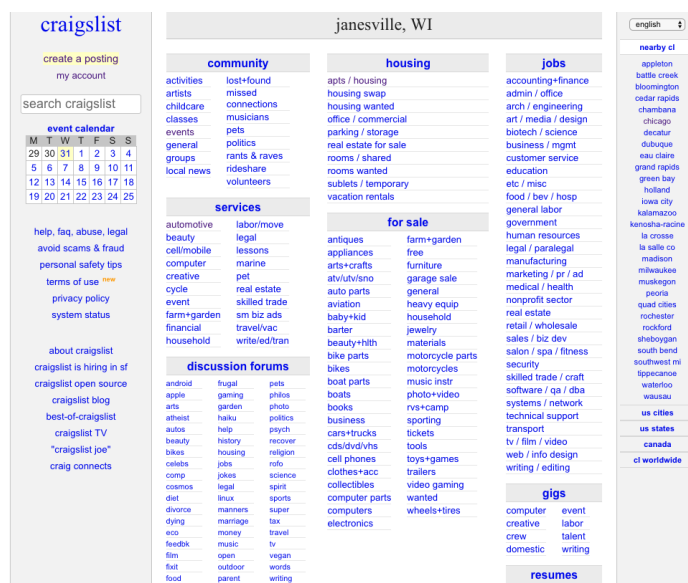 craigslist
create a posting
my account
search craigslist
event calendar
M T W T F S S
29 30 31 1 2 3 4
5 6 7 8 9 10 11
12 13 14 15 16 17 18
19 20 21 22 23 24 25
help, faq, abuse, legal
avoid scams & fraud
personal safety tips
terms of use new
privacy policy
system status
about craigslist
craigslist is hiring in sf
craigslist open source
craigslist blog
best-of-craigslist
craigslist TV
"craigslist joe"
craig connects
janesville, WI
community
activities
artists
childcare
classes
events
general
groups
local news
lost+found
missed
connections
musicians
pets
politics
rants & raves
rideshare
volunteers
services
automotive
beauty
cell/mobile
computer
creative
cycle
event
farm+garden
financial
household
labor/move
legal
lessons
marine
pet
real estate
skilled trade
sm biz ads
travel/vac
write/ed/tran
discussion forums
android
apple
arts
atheist
autos
beauty
bikes
celebs
comp
cosmos
diet
divorce
dying
eco
feedbk
film
fixit
food
frugal
gaming
garden
haiku
help
history
housing
jobs
jokes
legal
linux
manners
marriage
money
music
open
outdoor
parent
pets
philos
photo
politics
psych
recover
religion
rofo
science
spirit
sports
super
tax
travel
tv
vegan
words
writing
housing
apts / housing
housing swap
housing wanted
office / commercial
parking / storage
real estate for sale
rooms / shared
rooms wanted
sublets / temporary
vacation rentals
for sale
antiques
appliances
arts+crafts
atv/utv/sno
auto parts
aviation
baby+kid
barter
beauty+hlth
bike parts
bikes
boat parts
boats
books
business
cars+trucks
cds/dvd/vhs
cell phones
clothes+acc
collectibles
computer parts
computers
electronics
farm+garden
free
furniture
garage sale
general
heavy equip
household
jewelry
materials
motorcycle parts
motorcycles
music instr
photo+video
rvs+camp
sporting
tickets
tools
toys+games
trailers
video gaming
wanted
wheels+tires
jobs
accounting+finance
admin / office
arch / engineering
art / media / design
biotech / science
business / mgmt
customer service
education
etc / misc
food / bev / hosp
general labor
government
human resources
legal / paralegal
manufacturing
marketing / pr / ad
medical / health
nonprofit sector
real estate
retail / wholesale
sales / biz dev
salon / spa / fitness
security
skilled trade / craft
software / qa / dba
systems / network
technical support
transport
tv / film / video
web / info design
writing / editing
gigs
computer
creative
crew
domestic
event
labor
talent
writing
resumes
english
nearby cl
appleton
battle creek
bloomington
cedar rapids
chambana
chicago
decatur
dubuque
eau claire
grand rapids
green bay
holland
iowa city
kalamazoo
kenosha-racine
la crosse
la salle co
madison
milwaukee
muskegon
peoria
quad cities
rochester
rockford
sheboygan
south bend
southwest mi
tippecanoe
waterloo
wausau
us cities
us states
canada
cl worldwide